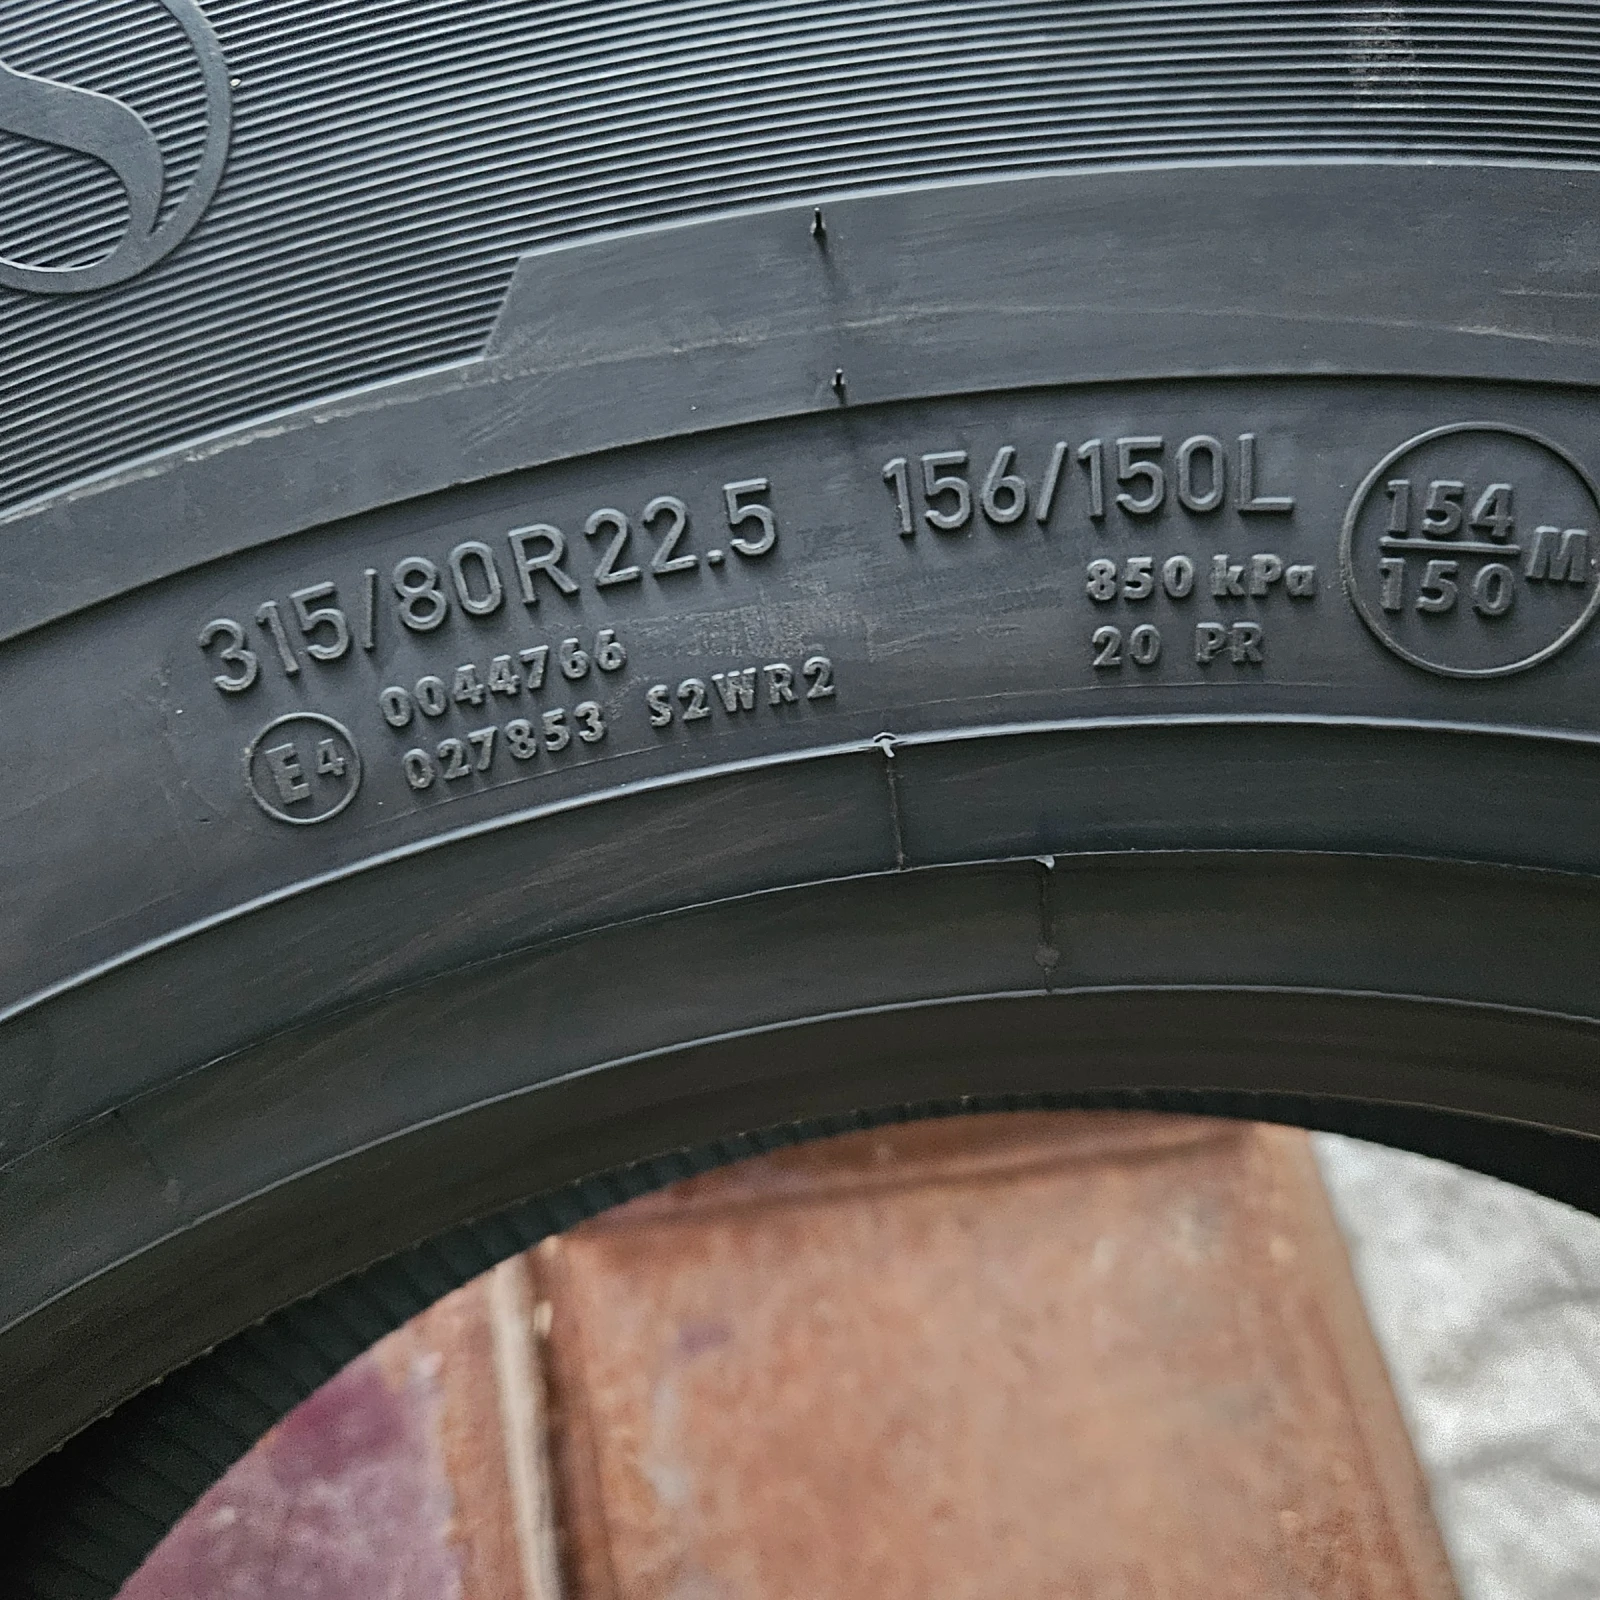 315/80R22.5 156/150L
154
150 M
850 kPa
20 PR
0044766
E4 027853 S2WR2